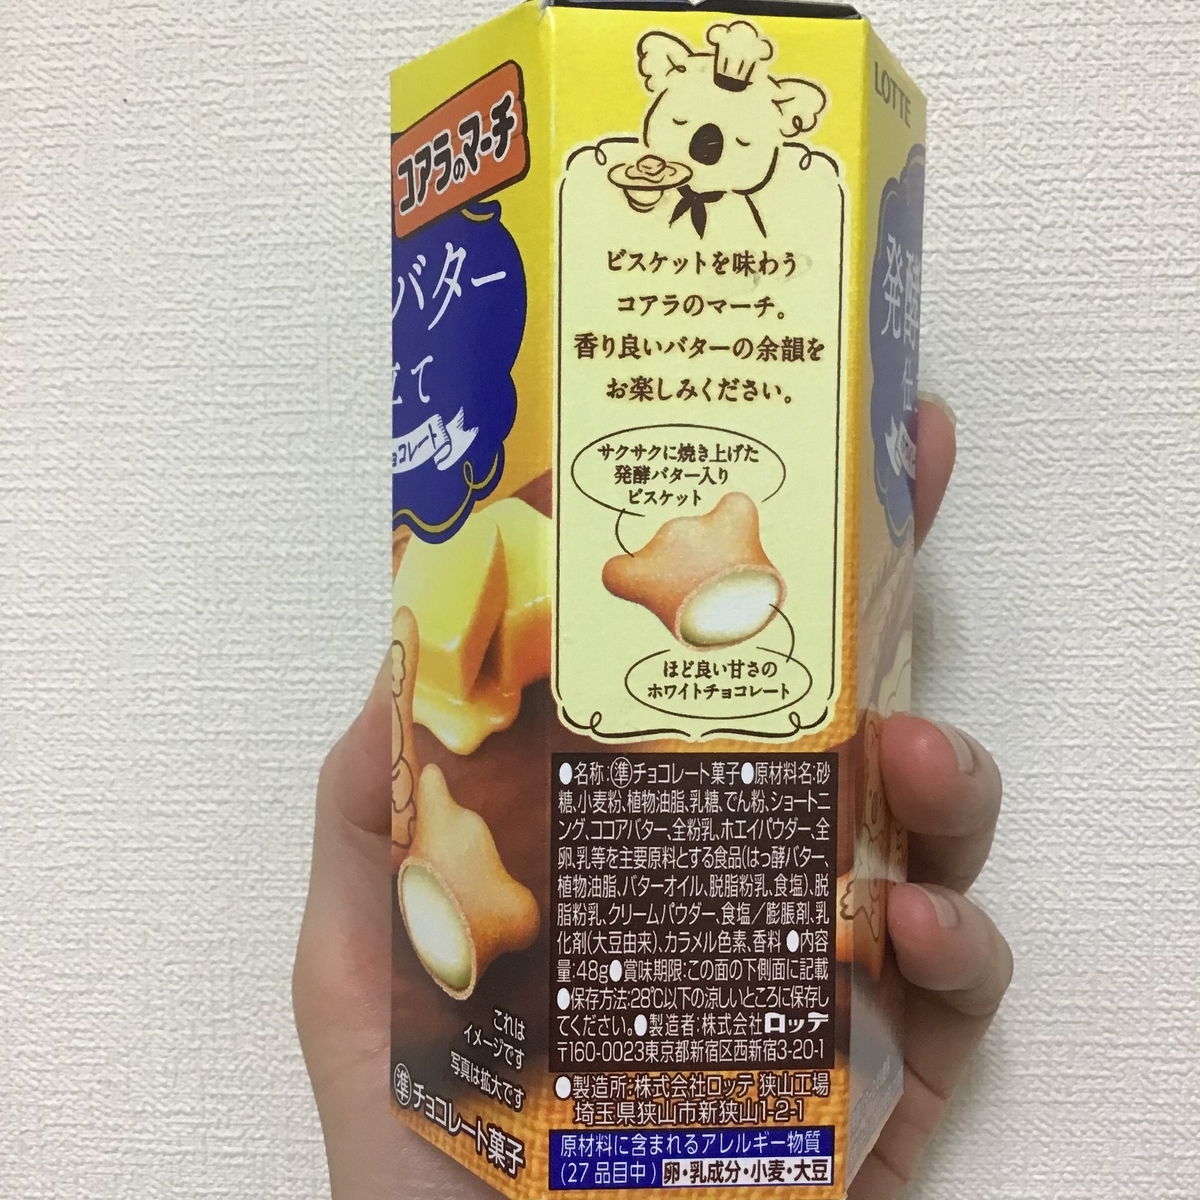 コアラのマーチ
バター
立て
ョコレート
これは
イメージです
写真は拡大です
準チョコレート菓子
ビスケットを味わう
コアラのマーチ。
香り良いバターの余韻を
お楽しみください。
サクサクに焼き上げた
発酵バター入り
ビスケット
ほど良い甘さの
ホワイトチョコレート
●名称:準チョコレート菓子●原材料名:砂
糖、小麦粉、植物油脂、乳糖、でん粉、ショートニ
ング、ココアバター、全粉乳、ホエイパウダー、全
卵、乳等を主要原料とする食品(はっ酵バター、
植物油脂、バターオイル、脱脂粉乳、食塩)、脱
脂粉乳、クリームパウダー、食塩／膨脹剤、乳
化剤(大豆由来)、カラメル色素、香料 ●内容
量:48g●賞味期限:この面の下側面に記載
●保存方法:28℃以下の涼しいところに保存し
てください。●製造者:株式会社ロッテ
〒160-0023東京都新宿区西新宿3-20-1
●製造所:株式会社ロッテ 狭山工場
埼玉県狭山市新狭山1-2-1
原材料に含まれるアレルギー物質
(27品目中) 卵・乳成分・小麦・大豆
LOTTE
発酵
仕